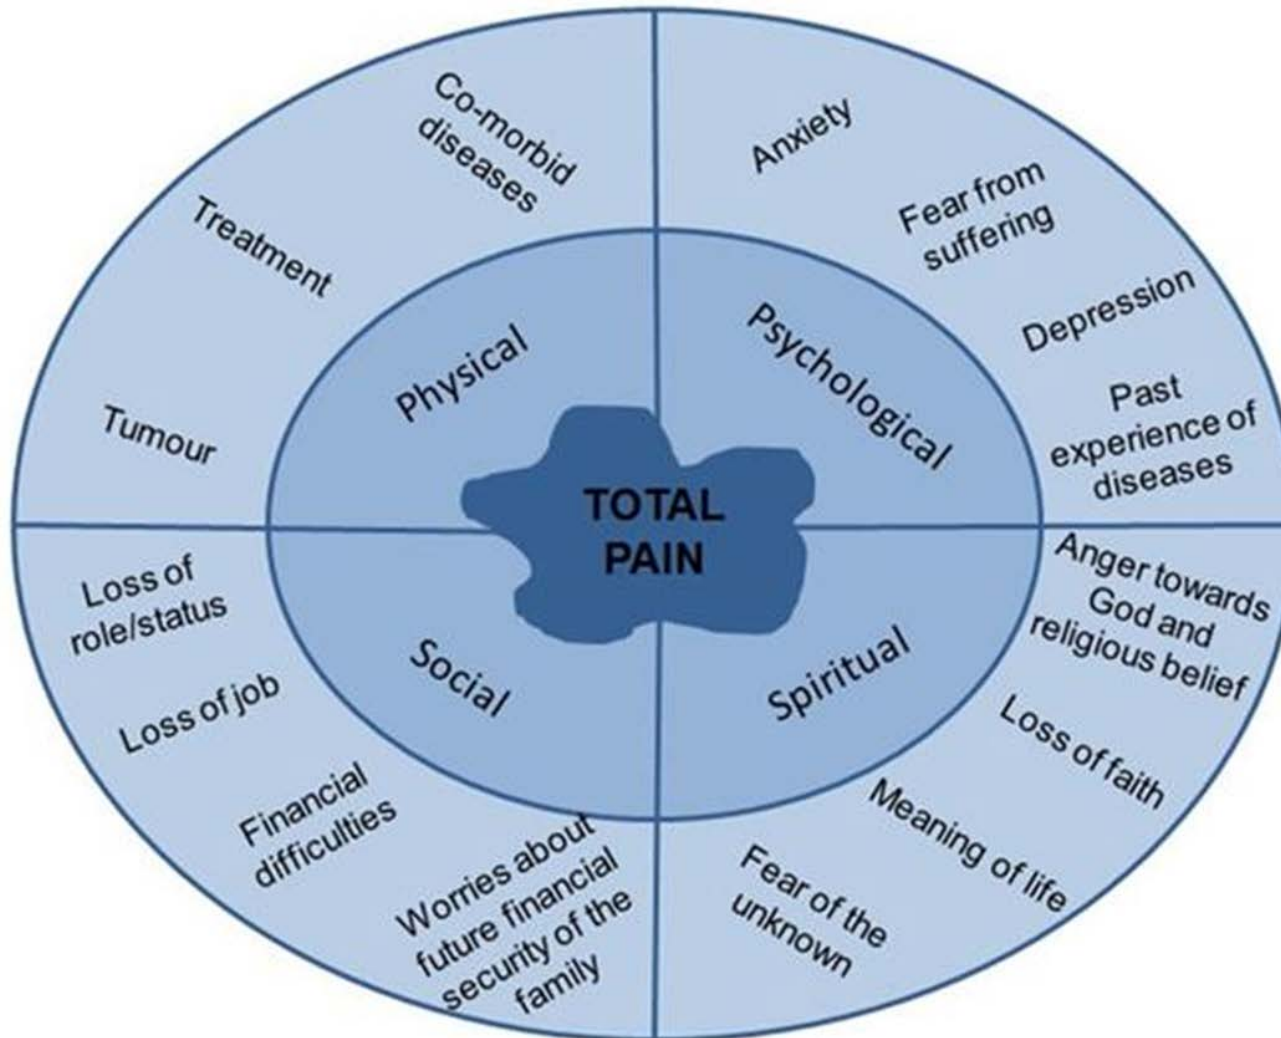 Co-morbid
diseases
Treatment
Tumour
Physical
Anxiety
Fear from
suffering
Depression
Past
experience of
diseases
Psychological
TOTAL
PAIN
Loss of
role/status
Loss of job
Financial
difficulties
Worries about
future financial
security of the
family
Social
Spiritual
Anger towards
God and
religious belief
Loss of faith
Meaning of life
Fear of the
unknown